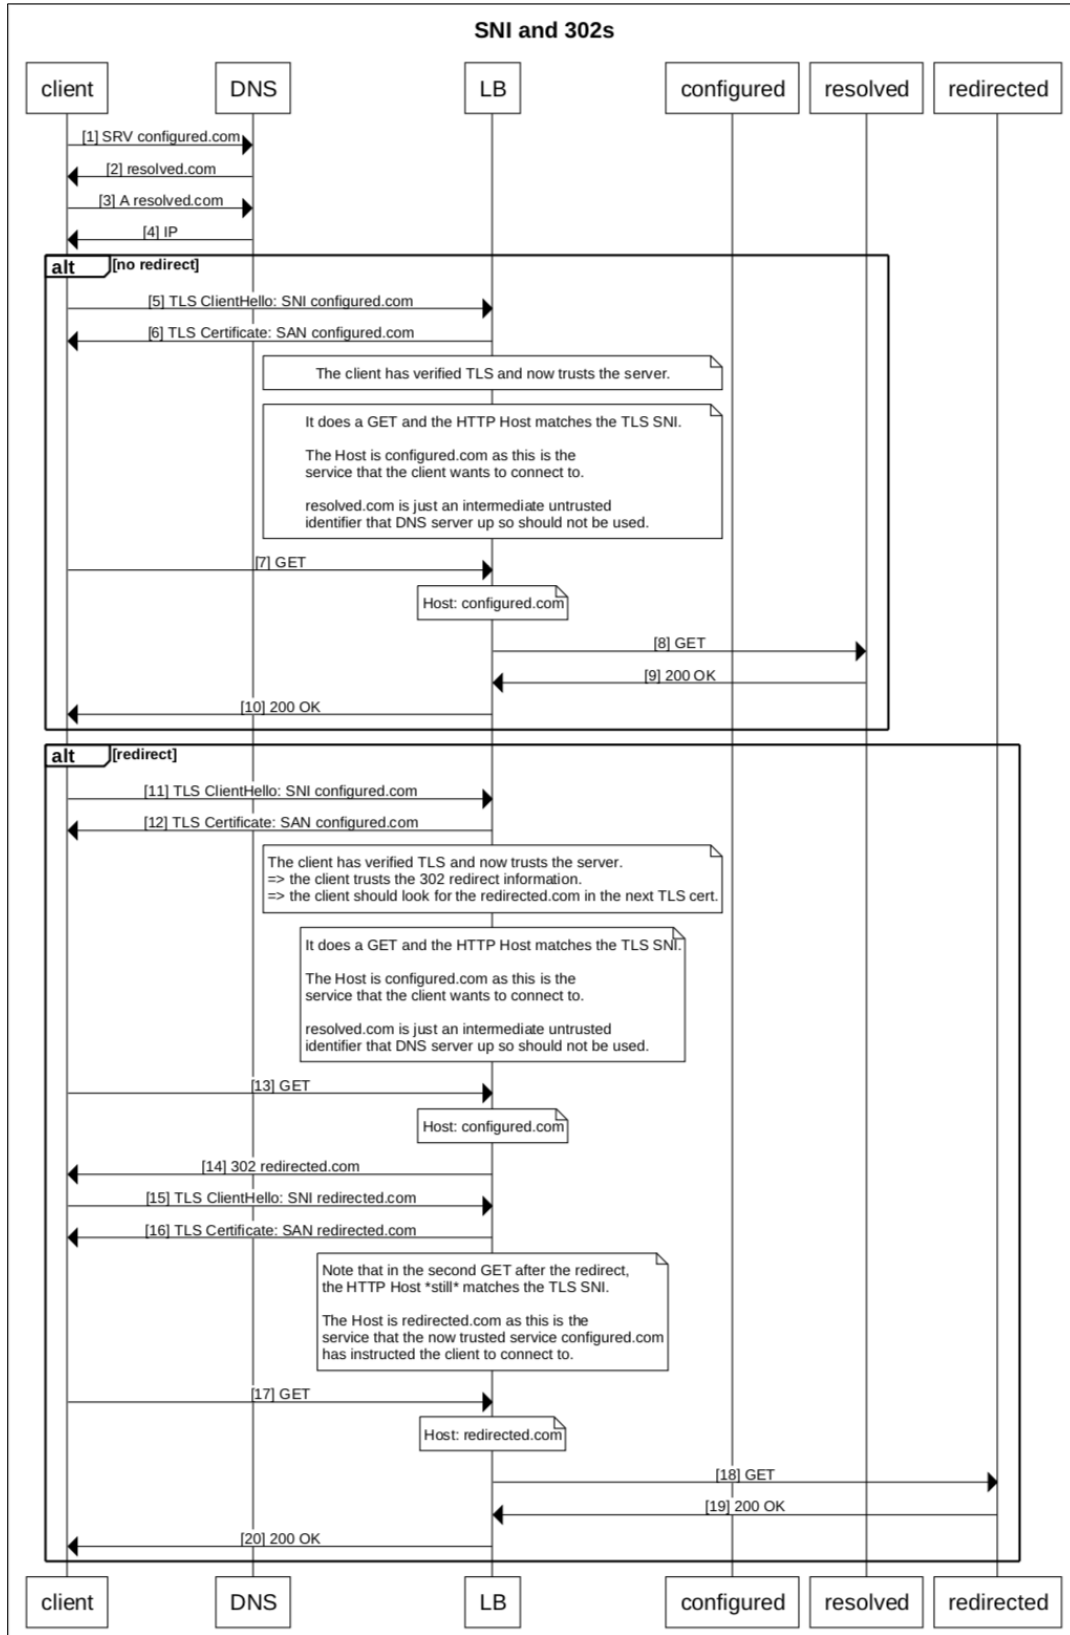 SNI and 302s
client
DNS
LB
configured
resolved
redirected
[1] SRV configured.com
[2] resolved.com
[3] A resolved.com
[4] IP
alt
[no redirect]
[5] TLS ClientHello: SNI configured.com
[6] TLS Certificate: SAN configured.com
The client has verified TLS and now trusts the server.
It does a GET and the HTTP Host matches the TLS SNI.
The Host is configured.com as this is the
service that the client wants to connect to.
resolved.com is just an intermediate untrusted
identifier that DNS server up so should not be used.
[7] GET
Host: configured.com
[8] GET
[9] 200 OK
[10] 200 OK
alt
[redirect]
[11] TLS ClientHello: SNI configured.com
[12] TLS Certificate: SAN configured.com
The client has verified TLS and now trusts the server.
=> the client trusts the 302 redirect information.
=> the client should look for the redirected.com in the next TLS cert.
It does a GET and the HTTP Host matches the TLS SNI.
The Host is configured.com as this is the
service that the client wants to connect to.
resolved.com is just an intermediate untrusted
identifier that DNS server up so should not be used.
[13] GET
Host: configured.com
[14] 302 redirected.com
[15] TLS ClientHello: SNI redirected.com
[16] TLS Certificate: SAN redirected.com
Note that in the second GET after the redirect,
the HTTP Host *still* matches the TLS SNI.
The Host is redirected.com as this is the
service that the now trusted service configured.com
has instructed the client to connect to.
[17] GET
Host: redirected.com
[18] GET
[19] 200 OK
[20] 200 OK
client
DNS
LB
configured
resolved
redirected